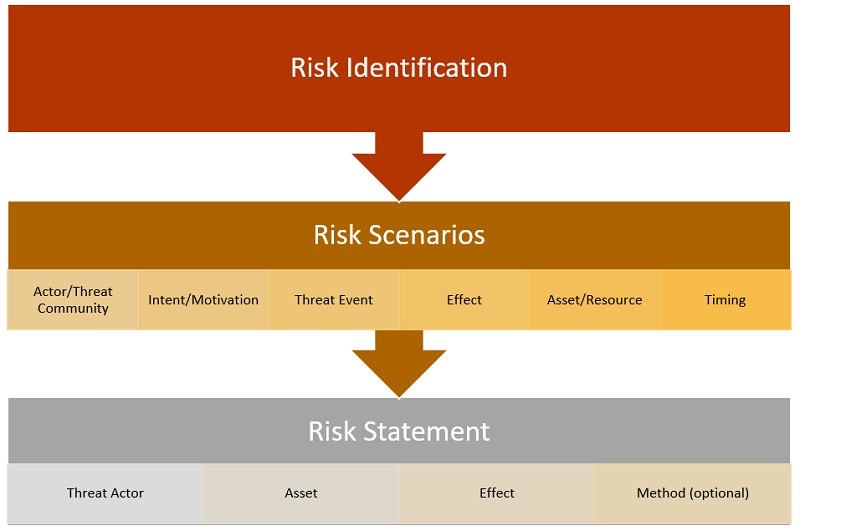 Risk Identification
Risk Scenarios
Actor/Threat
Community
Intent/Motivation
Threat Event
Effect
Asset/Resource
Timing
Risk Statement
Threat Actor
Asset
Effect
Method (optional)